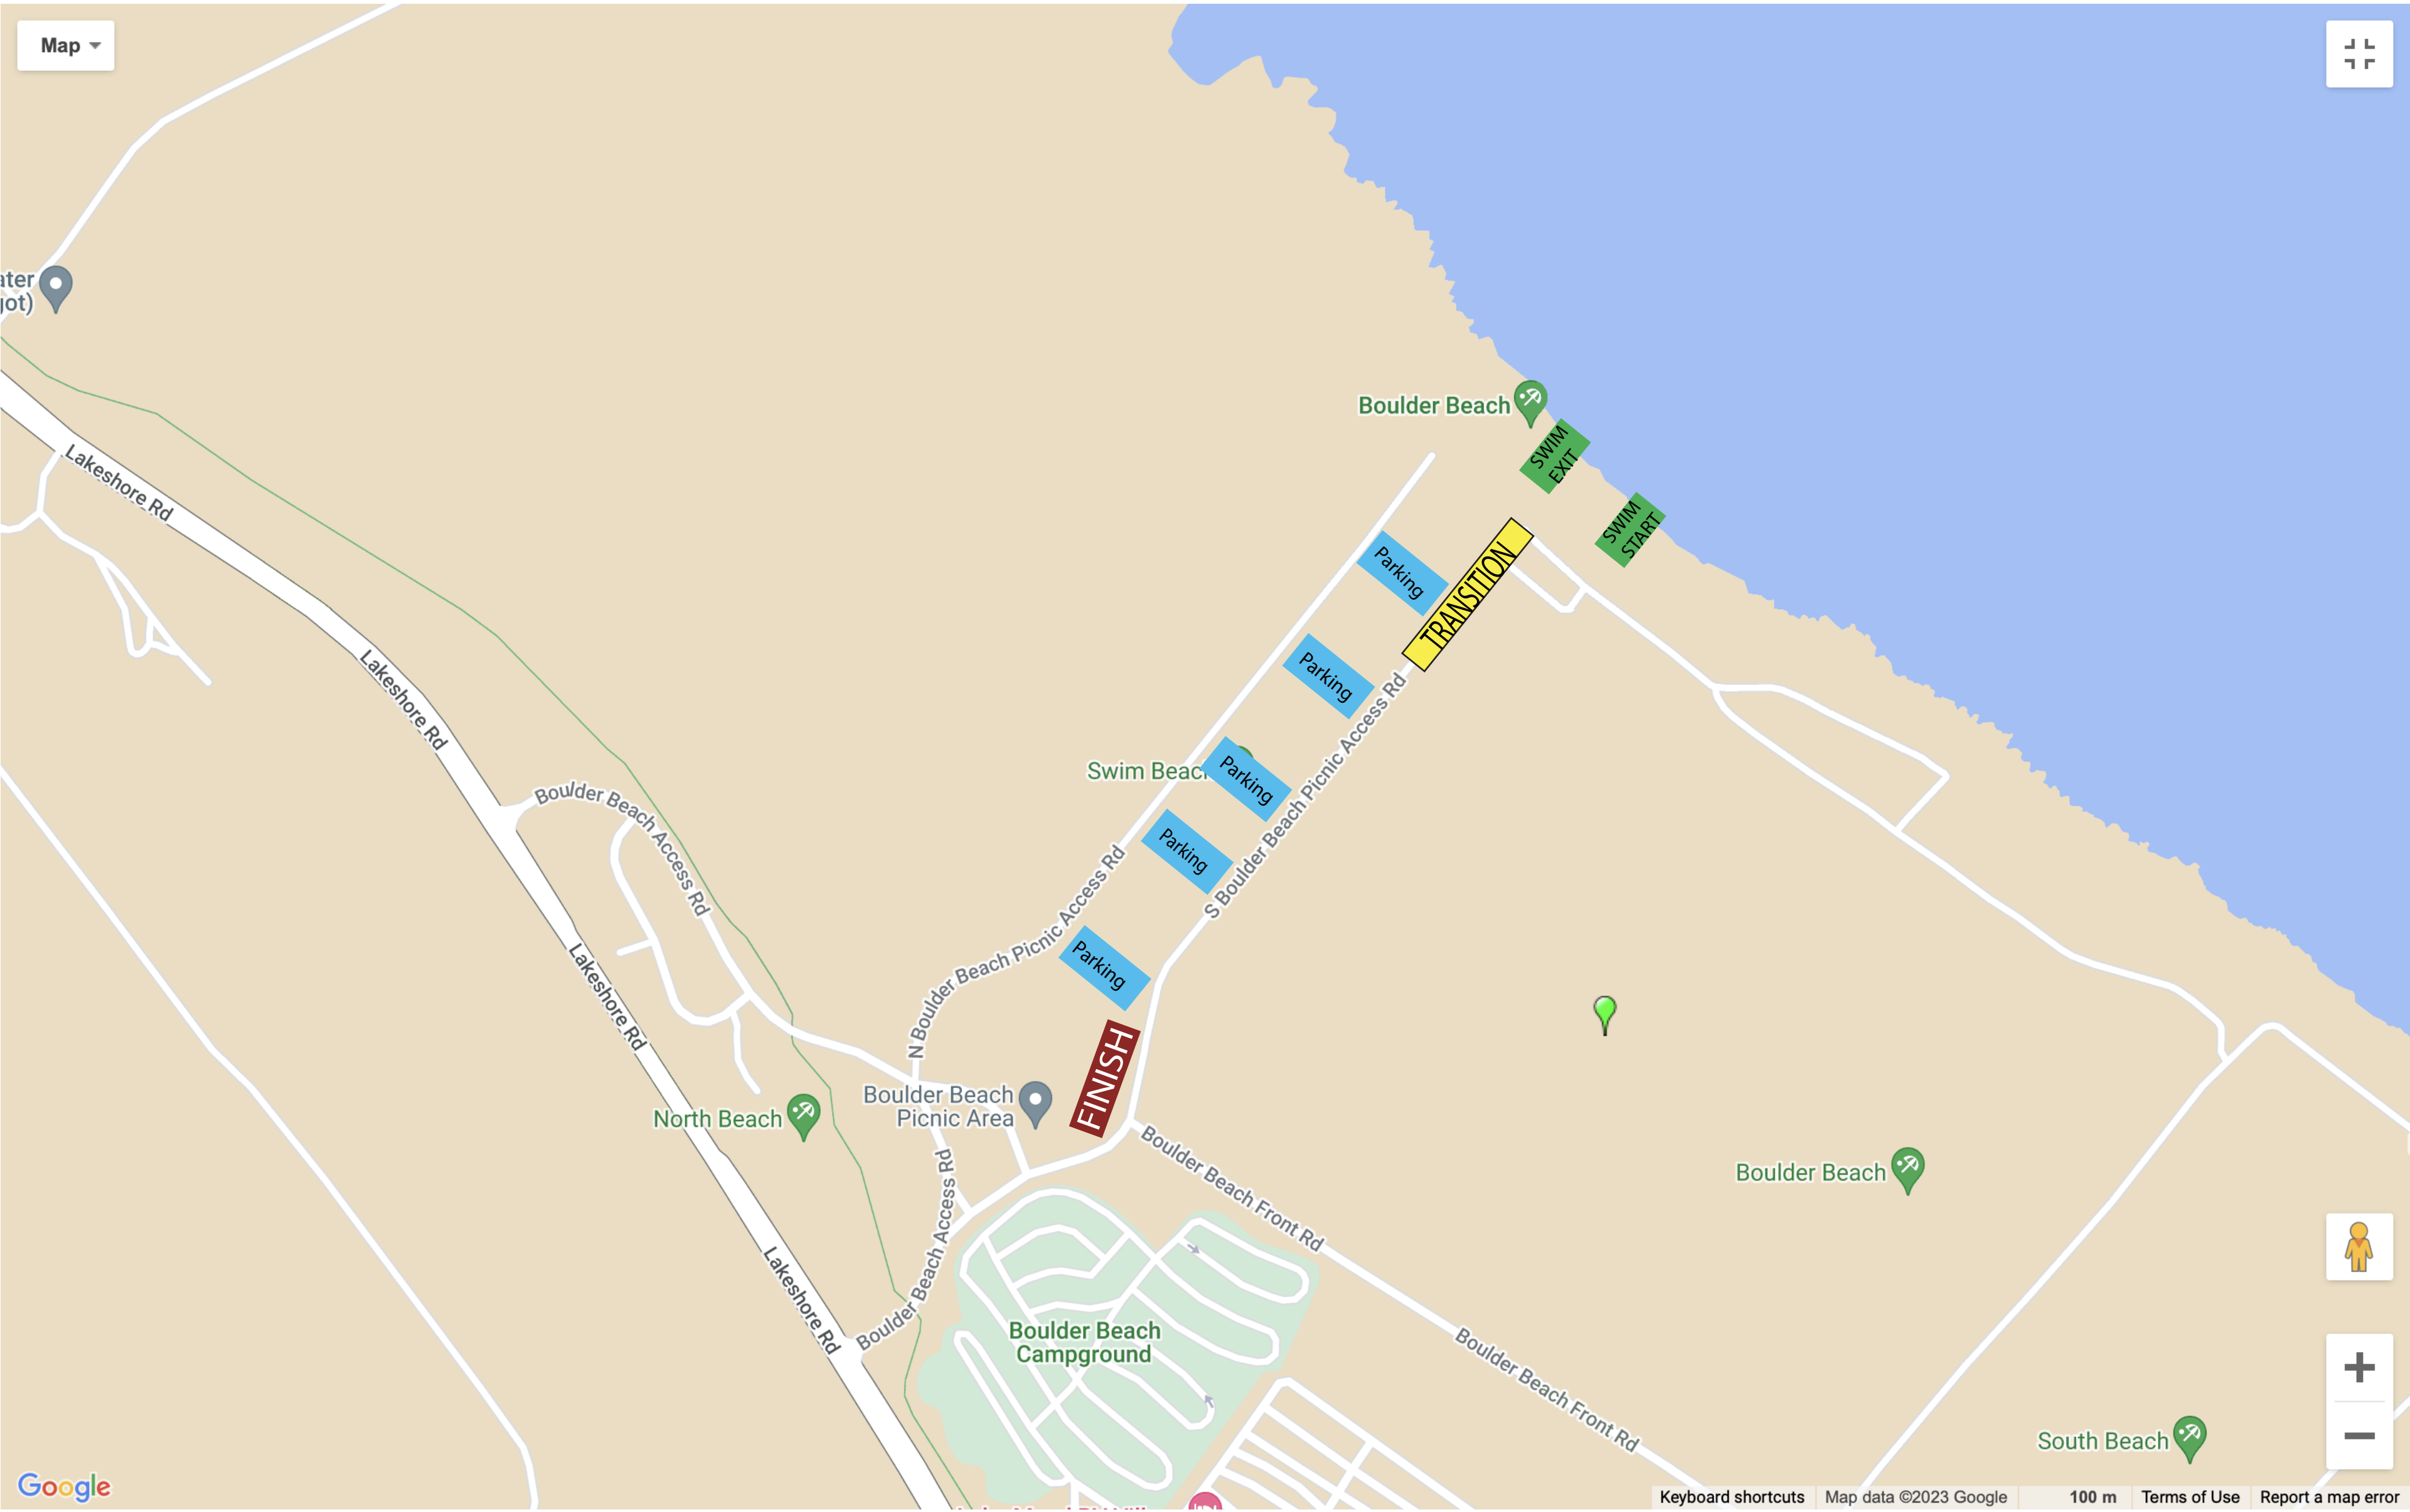 Map
ater
jot)
Lakeshore Rd
Boulder Beach
SWIM
EXIT
SWIM
START
Parking
TRANSITION
Lakeshore Rd
Parking
S Boulder Beach Picnic Access Rd
Swim Beac
Parking
Boulder Beach Access Rd
Parking
N Boulder Beach Picnic Access Rd
Parking
Lakeshore Rd
FINISH
Boulder Beach
Picnic Area
North Beach
Boulder Beach Front Rd
Boulder Beach
Boulder Beach Access Rd
Lakeshore Rd
Boulder Beach
Campground
Boulder Beach Front Rd
South Beach
Google
Keyboard shortcuts
Map data ©2023 Google
100 m
Terms of Use
Report a map error